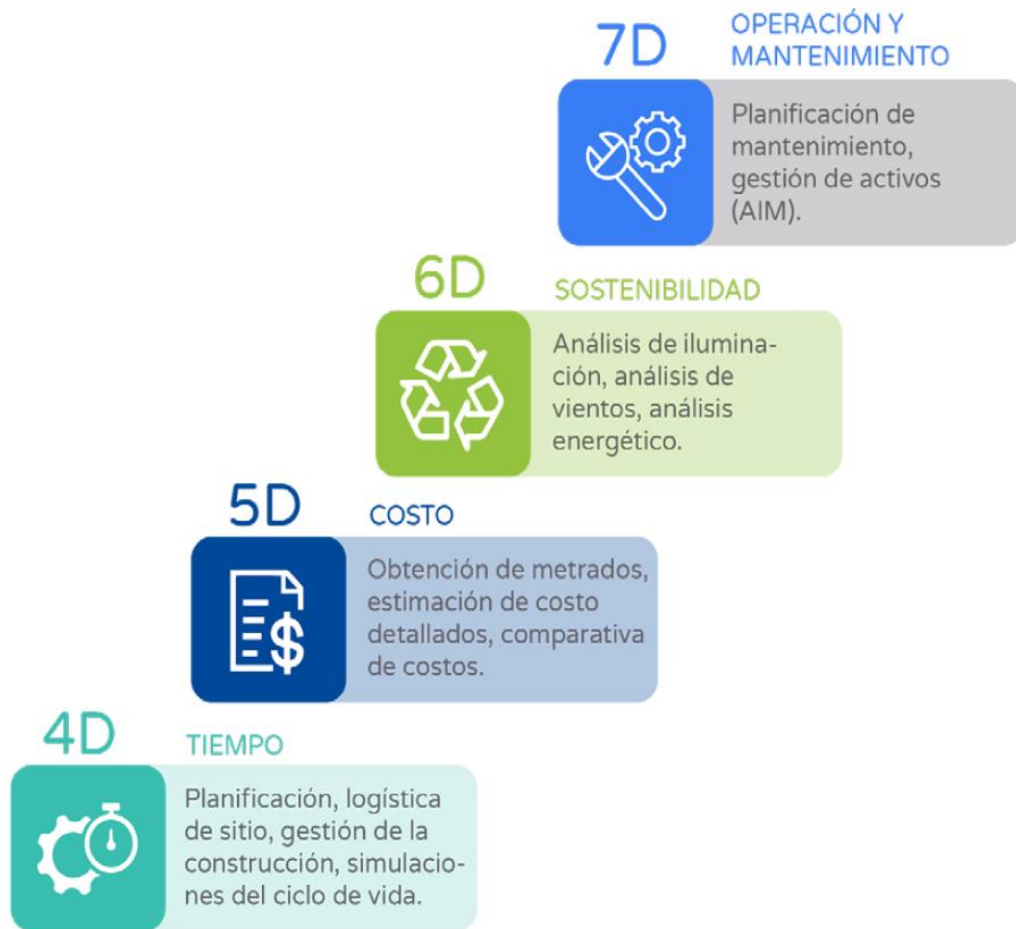 7D
OPERACIÓN Y
MANTENIMIENTO
Planificación de
mantenimiento,
gestión de activos
(AIM).
6D
SOSTENIBILIDAD
Análisis de ilumina-
ción, análisis de
vientos, análisis
energético.
5D
COSTO
Obtención de metrados,
estimación de costo
detallados, comparativa
de costos.
4D
TIEMPO
Planificación, logística
de sitio, gestión de la
construcción, simulacio-
nes del ciclo de vida.